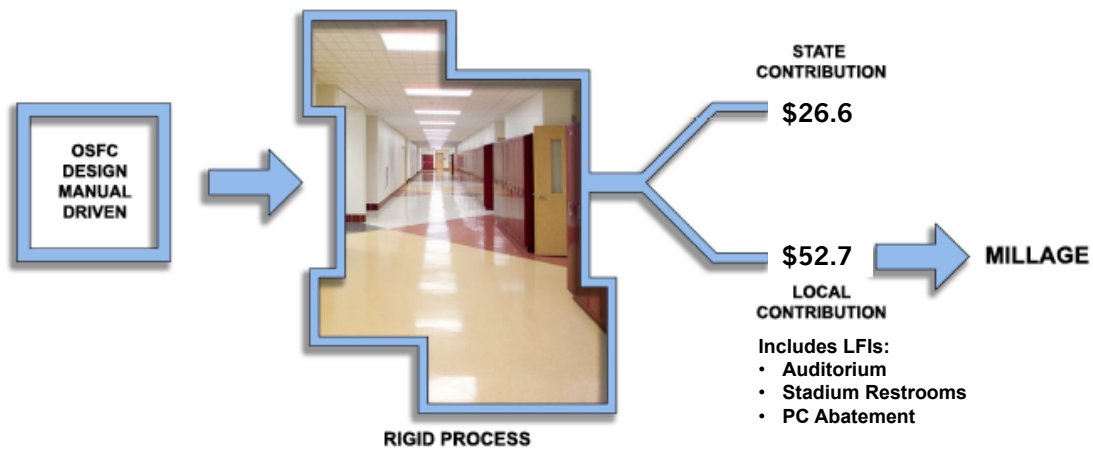 OSFC
DESIGN
MANUAL
DRIVEN
RIGID PROCESS
STATE
CONTRIBUTION
$26.6
$52.7
LOCAL
CONTRIBUTION
MILLAGE
Includes LFIs:
• Auditorium
• Stadium Restrooms
• PC Abatement